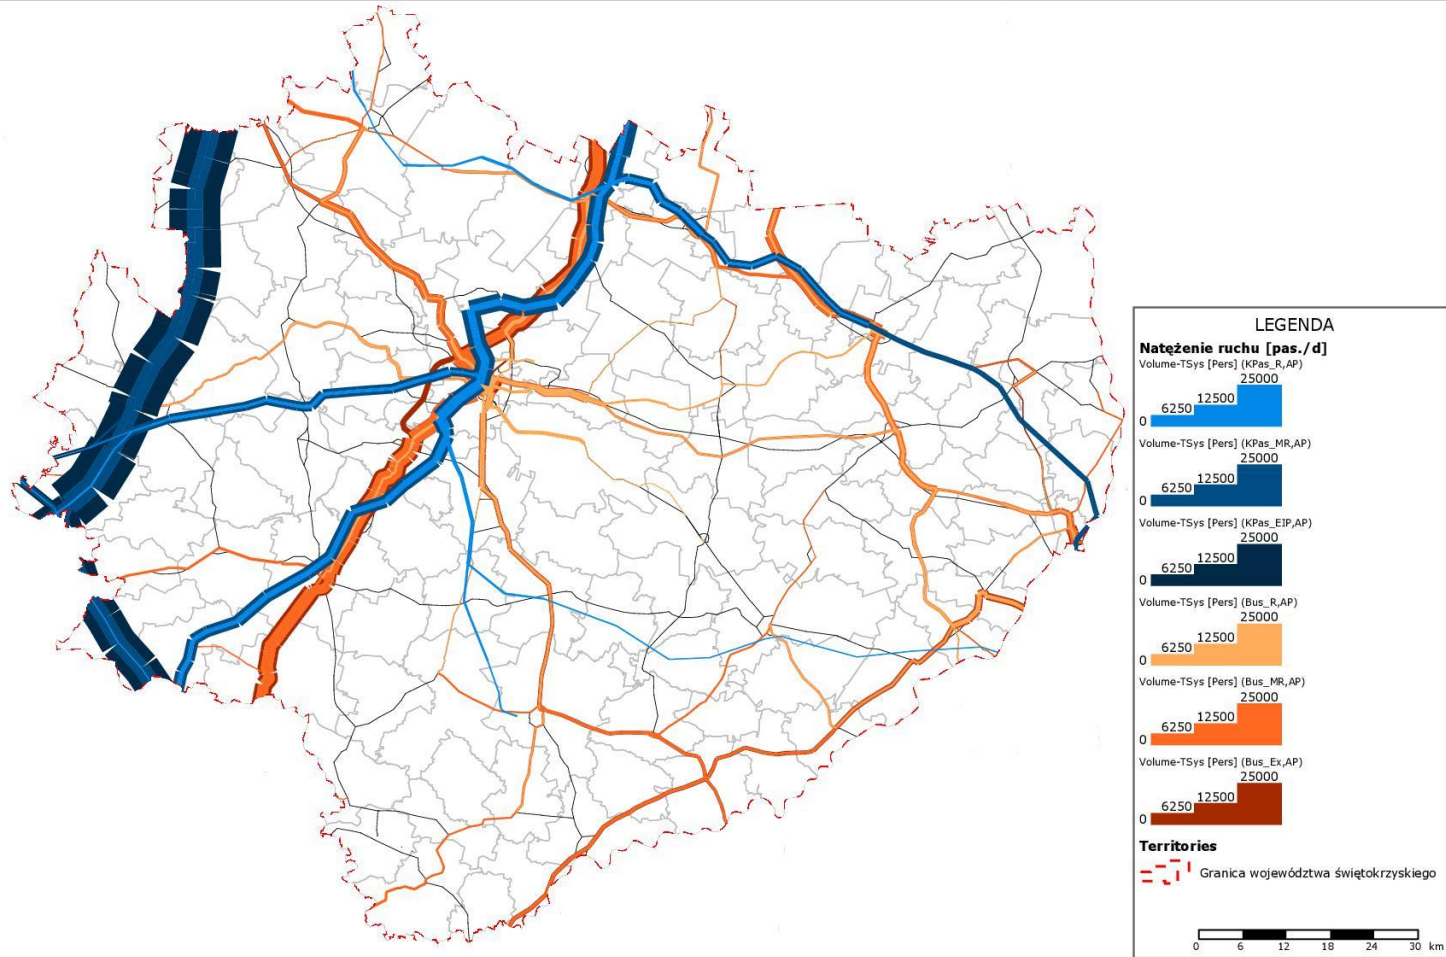 LEGENDA
Natężenie ruchu [pas./d]
Volume-TSys [Pers] (KPas_R,AP)
25000
12500
6250
0
Volume-TSys [Pers] (KPas_MR,AP)
25000
12500
6250
0
Volume-TSys [Pers] (KPas_EIP,AP)
25000
12500
6250
0
Volume-TSys [Pers] (Bus_R,AP)
25000
12500
6250
0
Volume-TSys [Pers] (Bus_MR,AP)
25000
12500
6250
0
Volume-TSys [Pers] (Bus_Ex,AP)
25000
12500
6250
0
Territories
Granica województwa świętokrzyskiego
0 6 12 18 24 30 km